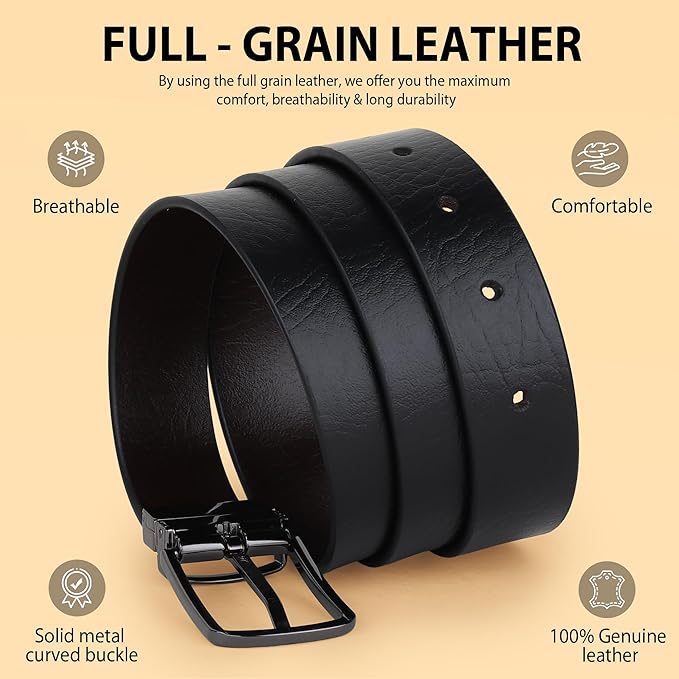 FULL - GRAIN LEATHER
By using the full grain leather, we offer you the maximum
comfort, breathability & long durability
Breathable
Comfortable
Solid metal
curved buckle
100% Genuine
leather